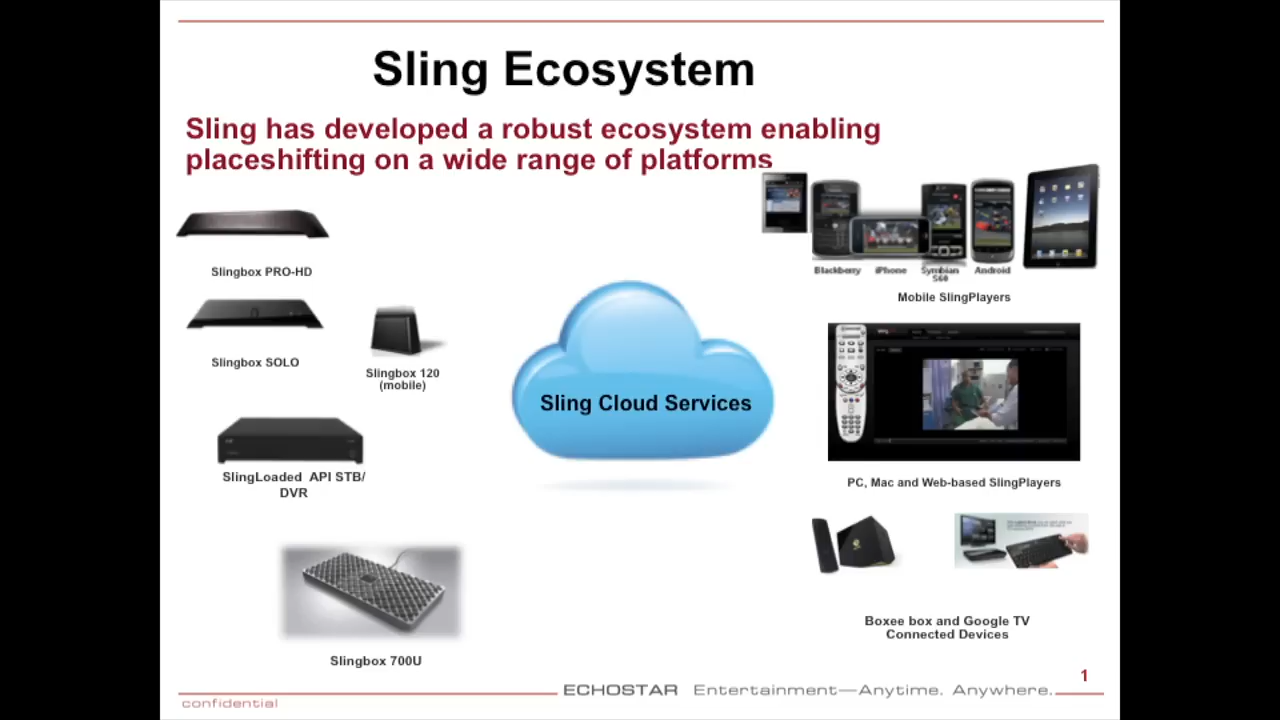 Sling Ecosystem
Sling has developed a robust ecosystem enabling
placeshifting on a wide range of platforms
Slingbox PRO-HD
Slingbox SOLO
Slingbox 120
(mobile)
SlingLoaded API STB/
DVR
Slingbox 700U
Sling Cloud Services
Blackberry iPhone Symbian Android
S60
Mobile SlingPlayers
PC, Mac and Web-based SlingPlayers
Boxee box and Google TV
Connected Devices
1
ECHOSTAR Entertainment—Anytime. Anywhere.
confidential